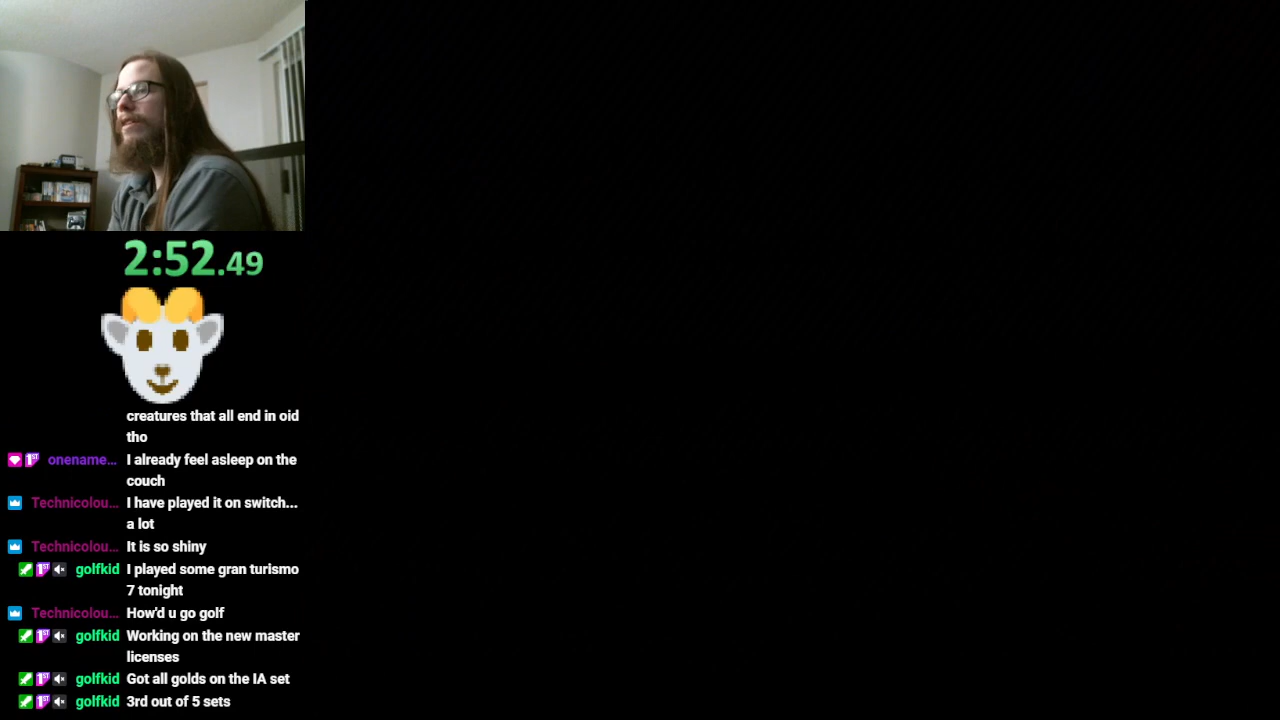 2:52.49
creatures that all end in oid
tho
onename... I already feel asleep on the
couch
Technicolou... I have played it on switch...
a lot
Technicolou... It is so shiny
golfkid I played some gran turismo
7 tonight
Technicolou... How'd u go golf
golfkid Working on the new master
licenses
golfkid Got all golds on the IA set
golfkid 3rd out of 5 sets